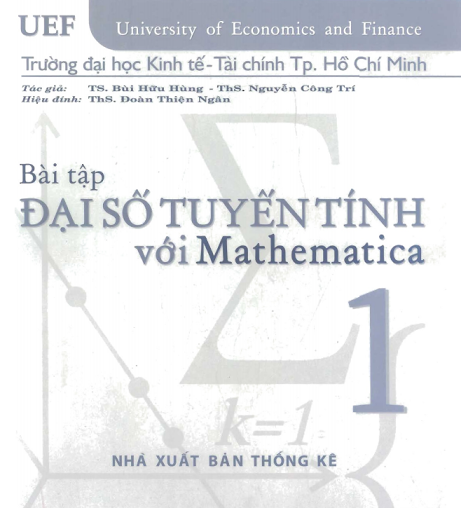 UEF University of Economics and Finance
Trường đại học Kinh tế-Tài chính Tp. Hồ Chí Minh
Tác giả: TS. Bùi Hữu Hùng - ThS. Nguyễn Công Trí
Hiệu đính: ThS. Đoàn Thiện Ngân
Bài tập
ĐẠI SỐ TUYẾN TÍNH
với Mathematica
1
k=1
NHÀ XUẤT BẢN THỐNG KÊ